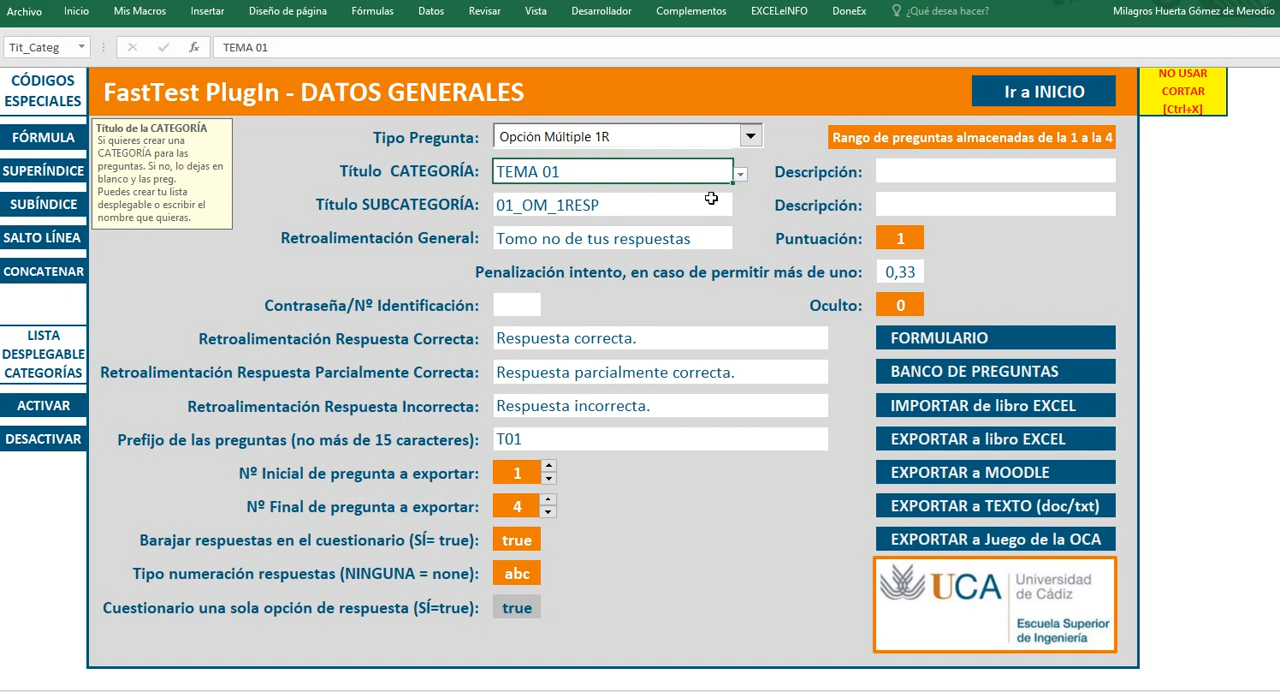 Archivo Inicio Mis Macros Insertar Diseño de página Fórmulas Datos Revisar Vista Desarrollador Complementos EXCELeINFO DoneEx ¿Qué desea hacer? Milagros Huerta Gómez de Merodio
Tit_Categ fx TEMA 01
CÓDIGOS
ESPECIALES
FÓRMULA
SUPERÍNDICE
SUBÍNDICE
SALTO LÍNEA
CONCATENAR
LISTA
DESPLEGABLE
CATEGORÍAS
ACTIVAR
DESACTIVAR
FastTest PlugIn - DATOS GENERALES
Ir a INICIO
NO USAR
CORTAR
[Ctrl+X]
Título de la CATEGORÍA
Si quieres crear una
CATEGORÍA para las
preguntas. Si no, lo dejas en
blanco y las preg.
Puedes crear tu lista
desplegable o escribir el
nombre que quieras.
Tipo Pregunta: Opción Múltiple 1R
Rango de preguntas almacenadas de la 1 a la 4
Título CATEGORÍA: TEMA 01 Descripción:
Título SUBCATEGORÍA: 01_OM_1RESP Descripción:
Retroalimentación General: Tomo no de tus respuestas Puntuación: 1
Penalización intento, en caso de permitir más de uno: 0,33
Contraseña/Nº Identificación: Oculto: 0
Retroalimentación Respuesta Correcta: Respuesta correcta.
Retroalimentación Respuesta Parcialmente Correcta: Respuesta parcialmente correcta.
Retroalimentación Respuesta Incorrecta: Respuesta incorrecta.
Prefijo de las preguntas (no más de 15 caracteres): T01
Nº Inicial de pregunta a exportar: 1
Nº Final de pregunta a exportar: 4
Barajar respuestas en el cuestionario (SÍ= true): true
Tipo numeración respuestas (NINGUNA = none): abc
Cuestionario una sola opción de respuesta (SÍ=true): true
FORMULARIO
BANCO DE PREGUNTAS
IMPORTAR de libro EXCEL
EXPORTAR a libro EXCEL
EXPORTAR a MOODLE
EXPORTAR a TEXTO (doc/txt)
EXPORTAR a Juego de la OCA
UCA
Universidad
de Cádiz
Escuela Superior
de Ingeniería